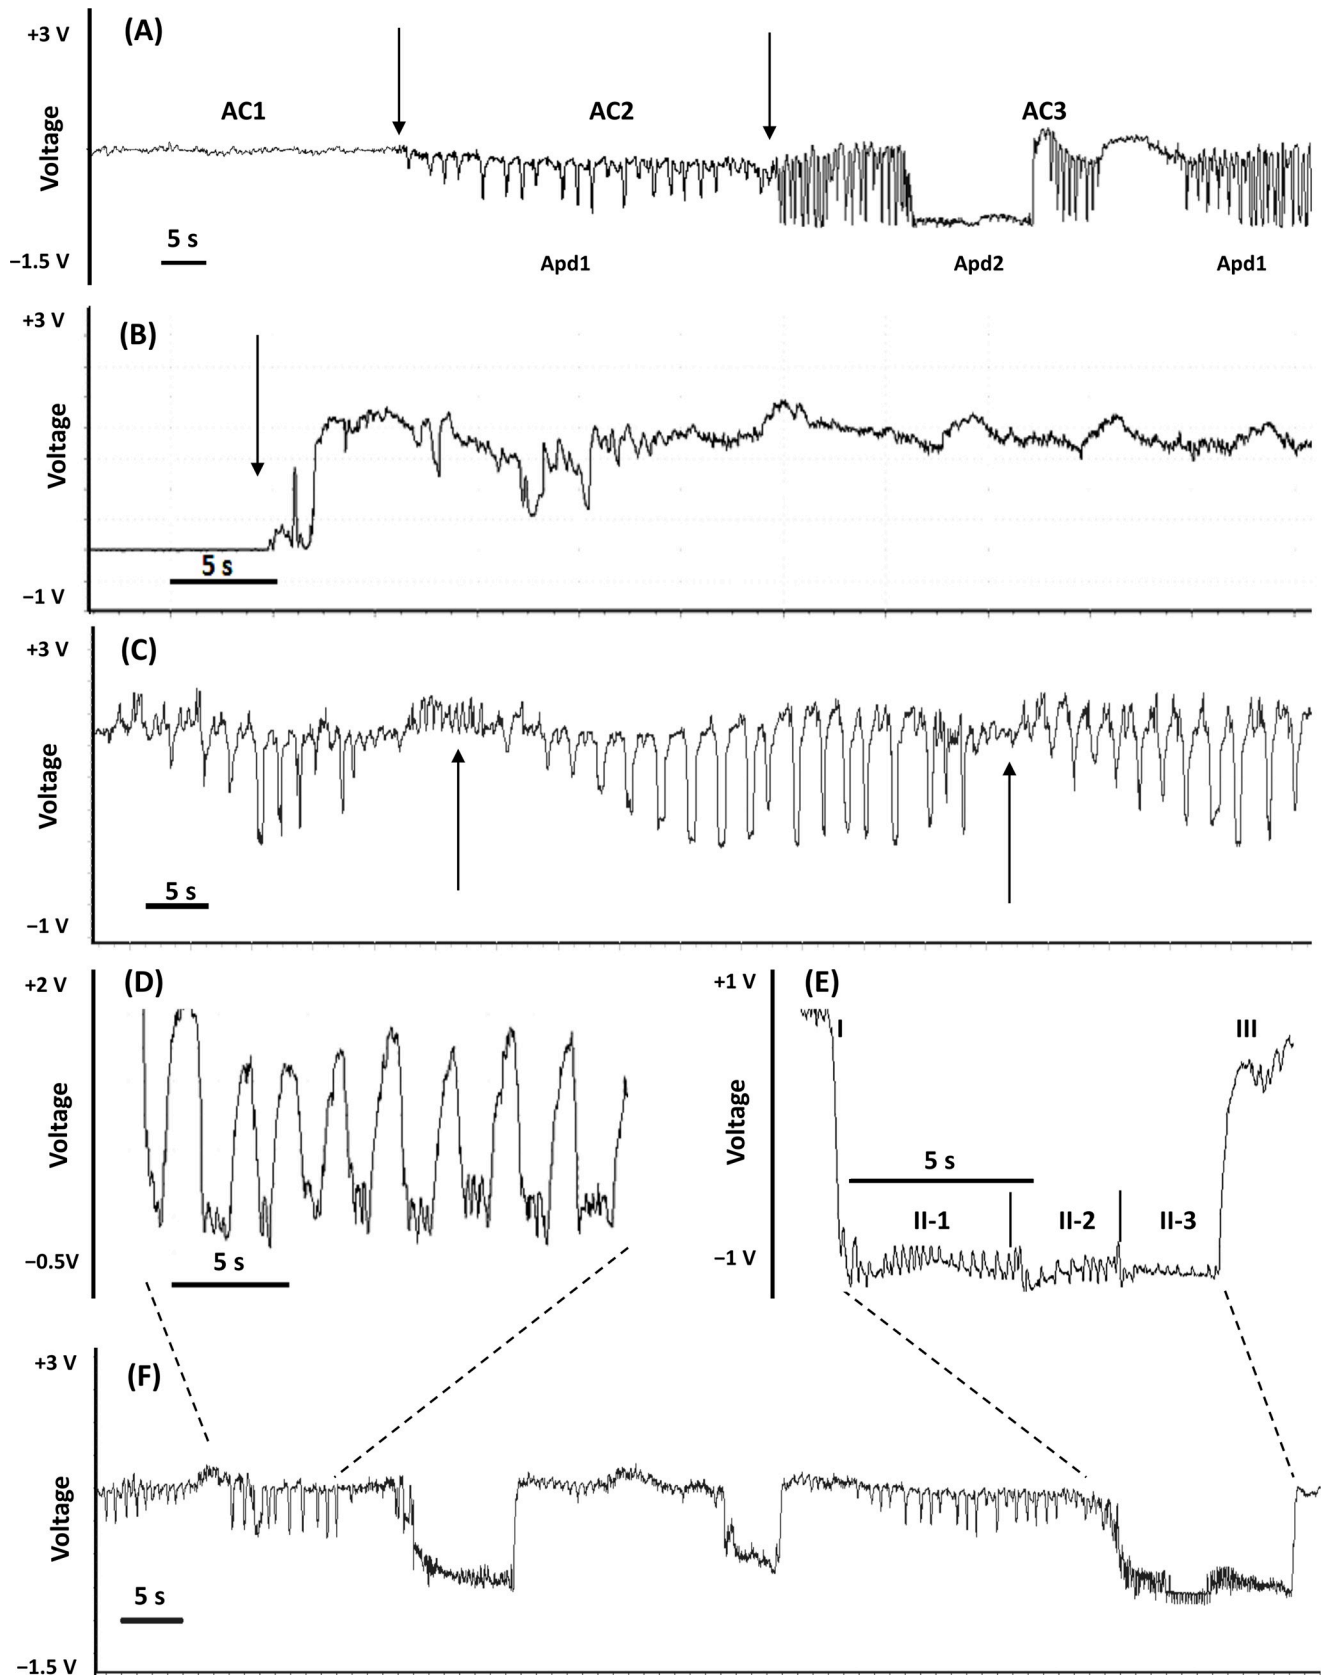 +3 V
(A)
AC1
AC2
AC3
Voltage
5 s
−1.5 V
Apd1
Apd2
Apd1
+3 V
(B)
Voltage
5 s
−1 V
+3 V
(C)
Voltage
5 s
−1 V
+2 V
(D)
Voltage
−0.5V
5 s
+1 V
(E)
I
III
Voltage
5 s
II-1
II-2
II-3
−1 V
+3 V
(F)
Voltage
5 s
−1.5 V